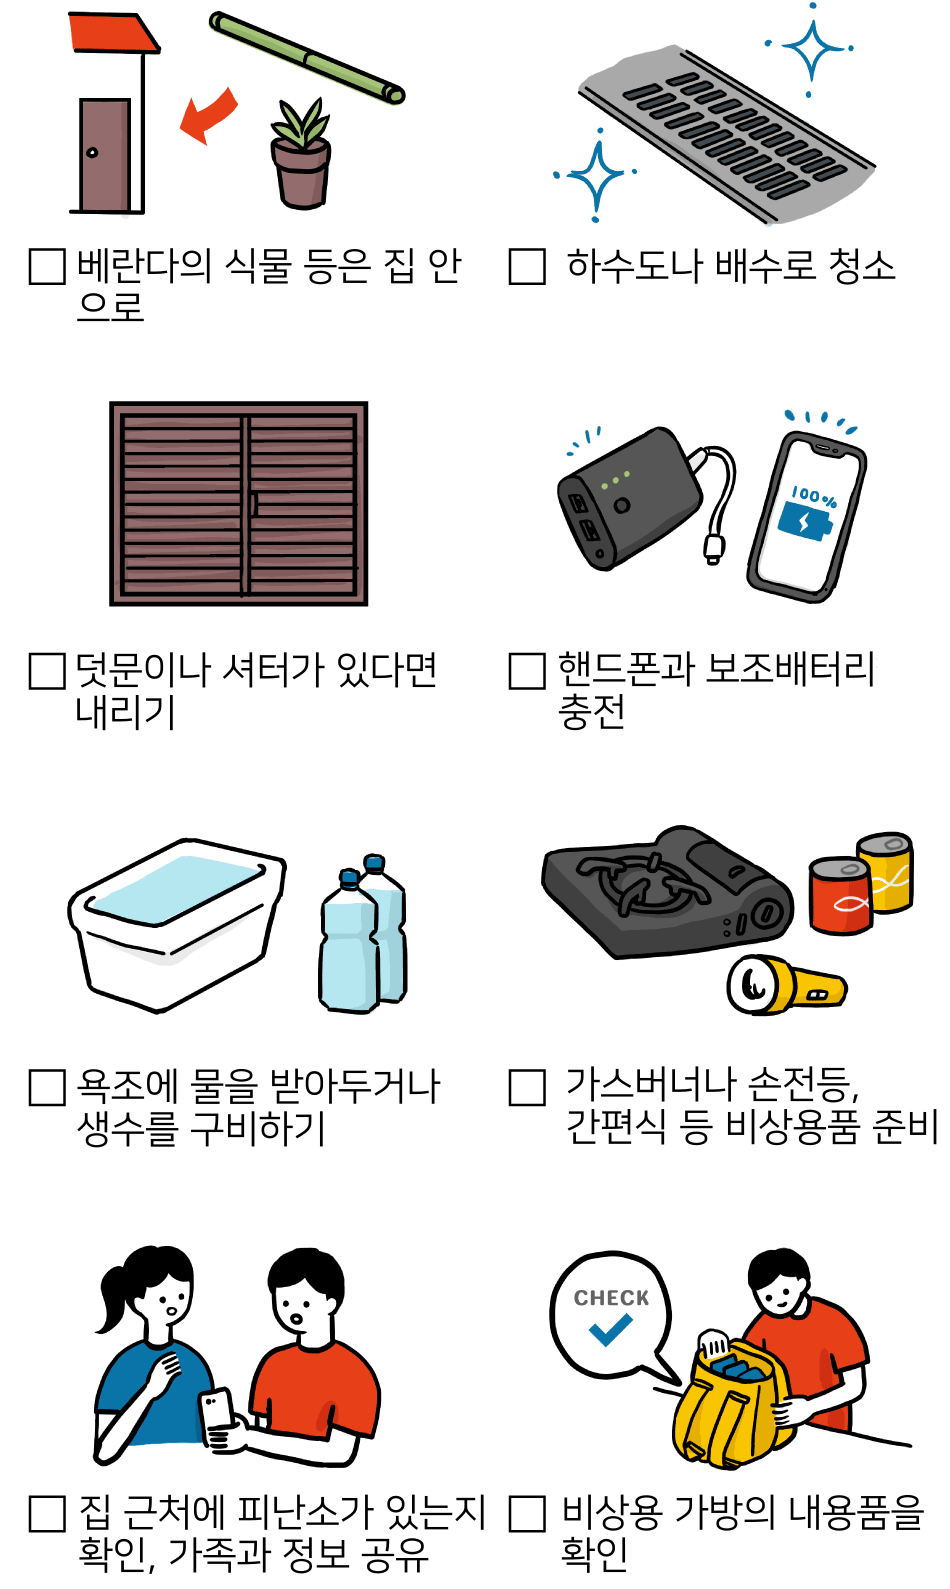 □ 베란다의 식물 등은 집 안
으로
□ 하수도나 배수로 청소
100%
□ 덧문이나 셔터가 있다면
내리기
□ 핸드폰과 보조배터리
충전
□ 욕조에 물을 받아두거나
생수를 구비하기
□ 가스버너나 손전등,
간편식 등 비상용품 준비
CHECK
□ 집 근처에 피난소가 있는지
확인, 가족과 정보 공유
□ 비상용 가방의 내용품을
확인